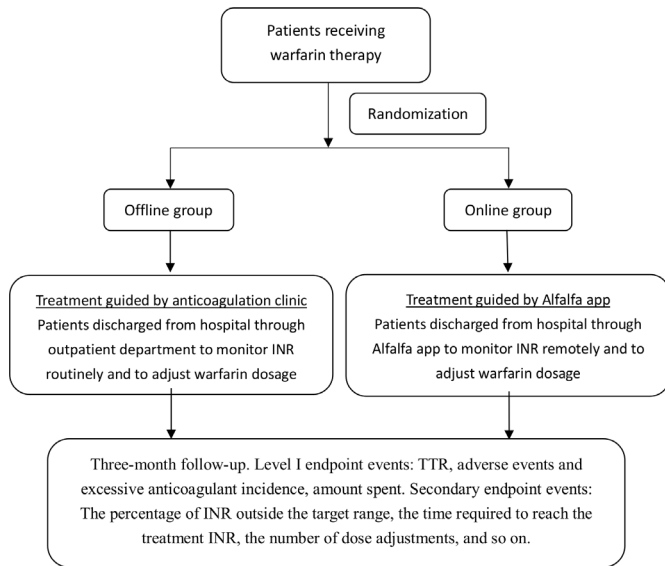 Patients receiving
warfarin therapy
Randomization
Offline group
Online group
Treatment guided by anticoagulation clinic
Patients discharged from hospital through
outpatient department to monitor INR
routinely and to adjust warfarin dosage
Treatment guided by Alfalfa app
Patients discharged from hospital through
Alfalfa app to monitor INR remotely and to
adjust warfarin dosage
Three-month follow-up. Level I endpoint events: TTR, adverse events and
excessive anticoagulant incidence, amount spent. Secondary endpoint events:
The percentage of INR outside the target range, the time required to reach the
treatment INR, the number of dose adjustments, and so on.